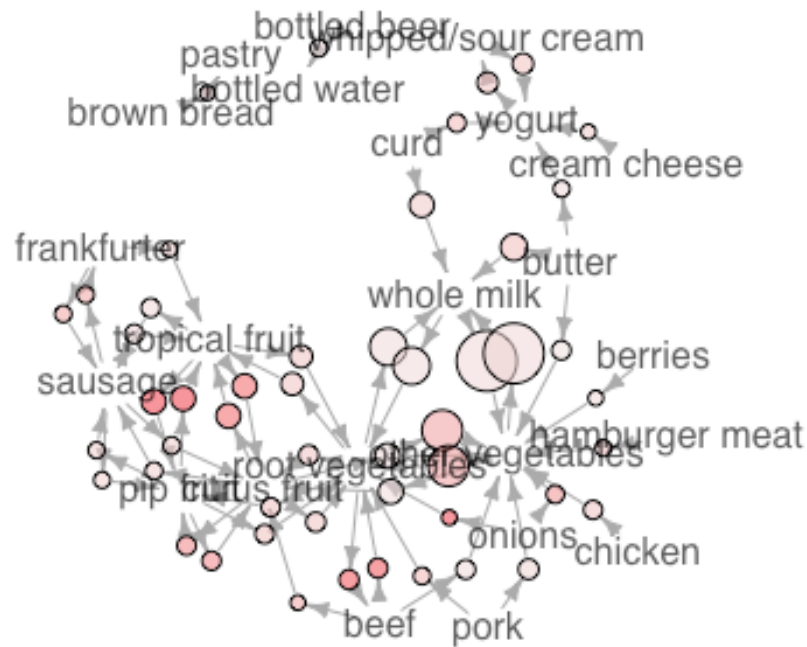 bottled beer
whipped/sour cream
pastry
bottled water
brown bread
yogurt
curd
cream cheese
frankfurter
butter
whole milk
tropical fruit
berries
sausage
hamburger meat
other vegetables
root vegetables
pip fruit
citrus fruit
onions
chicken
beef
pork